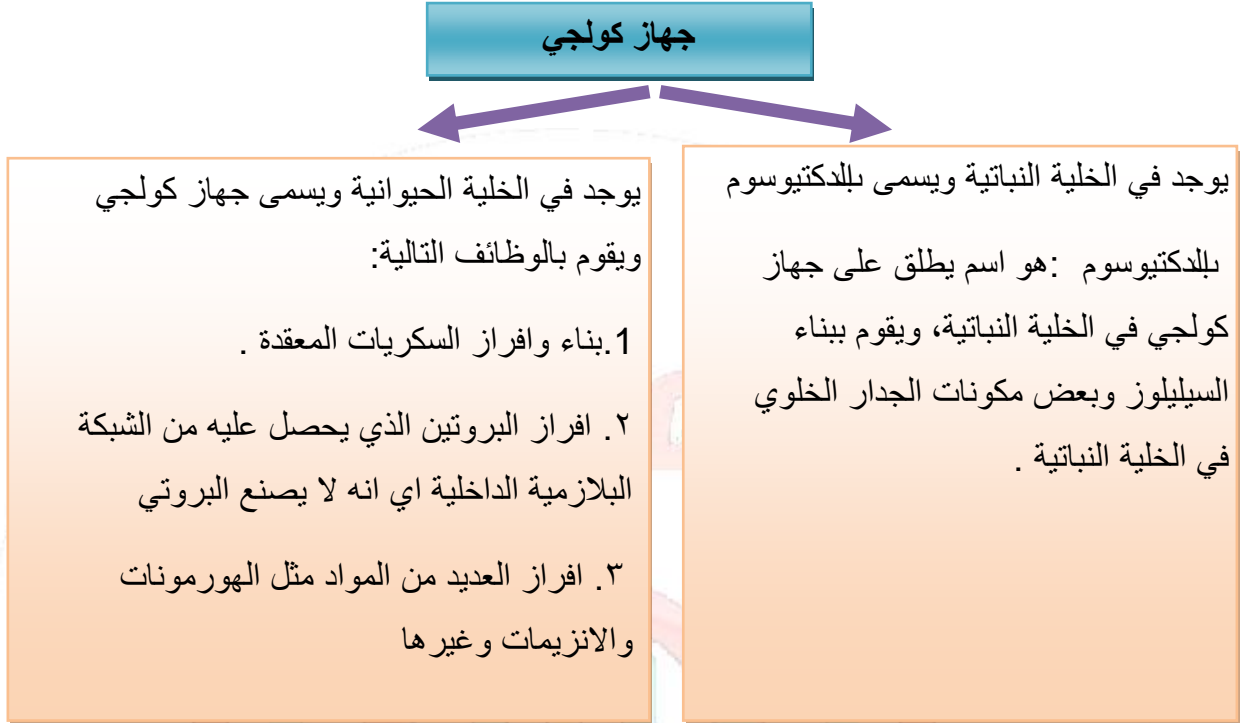 جهاز كولجي
يوجد في الخلية النباتية ويسمى بالدكتيوسوم
بالدكتيوسوم :هو اسم يطلق على جهاز
كولجي في الخلية النباتية، ويقوم ببناء
السيليلوز وبعض مكونات الجدار الخلوي
في الخلية النباتية .
يوجد في الخلية الحيوانية ويسمى جهاز كولجي
ويقوم بالوظائف التالية:
1.بناء وافراز السكريات المعقدة .
٢. افراز البروتين الذي يحصل عليه من الشبكة
البلازمية الداخلية اي انه لا يصنع البروتي
٣. افراز العديد من المواد مثل الهورمونات
والانزيمات وغيرها